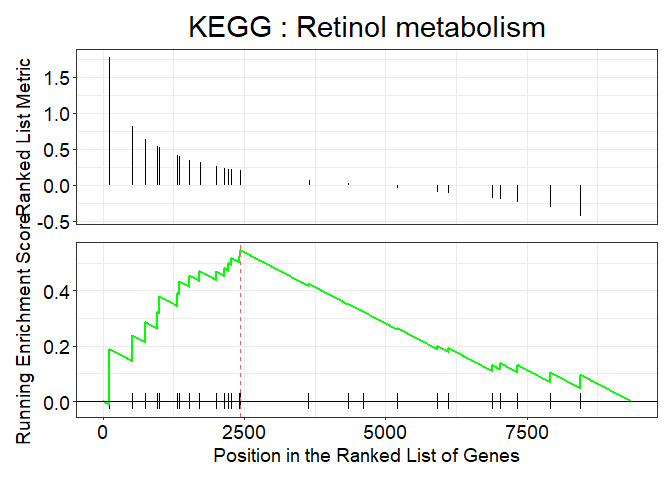 KEGG : Retinol metabolism
Ranked List Metric
1.5
1.0
0.5
0.0
-0.5
Running Enrichment Score
0.4
0.2
0.0
0 2500 5000 7500
Position in the Ranked List of Genes